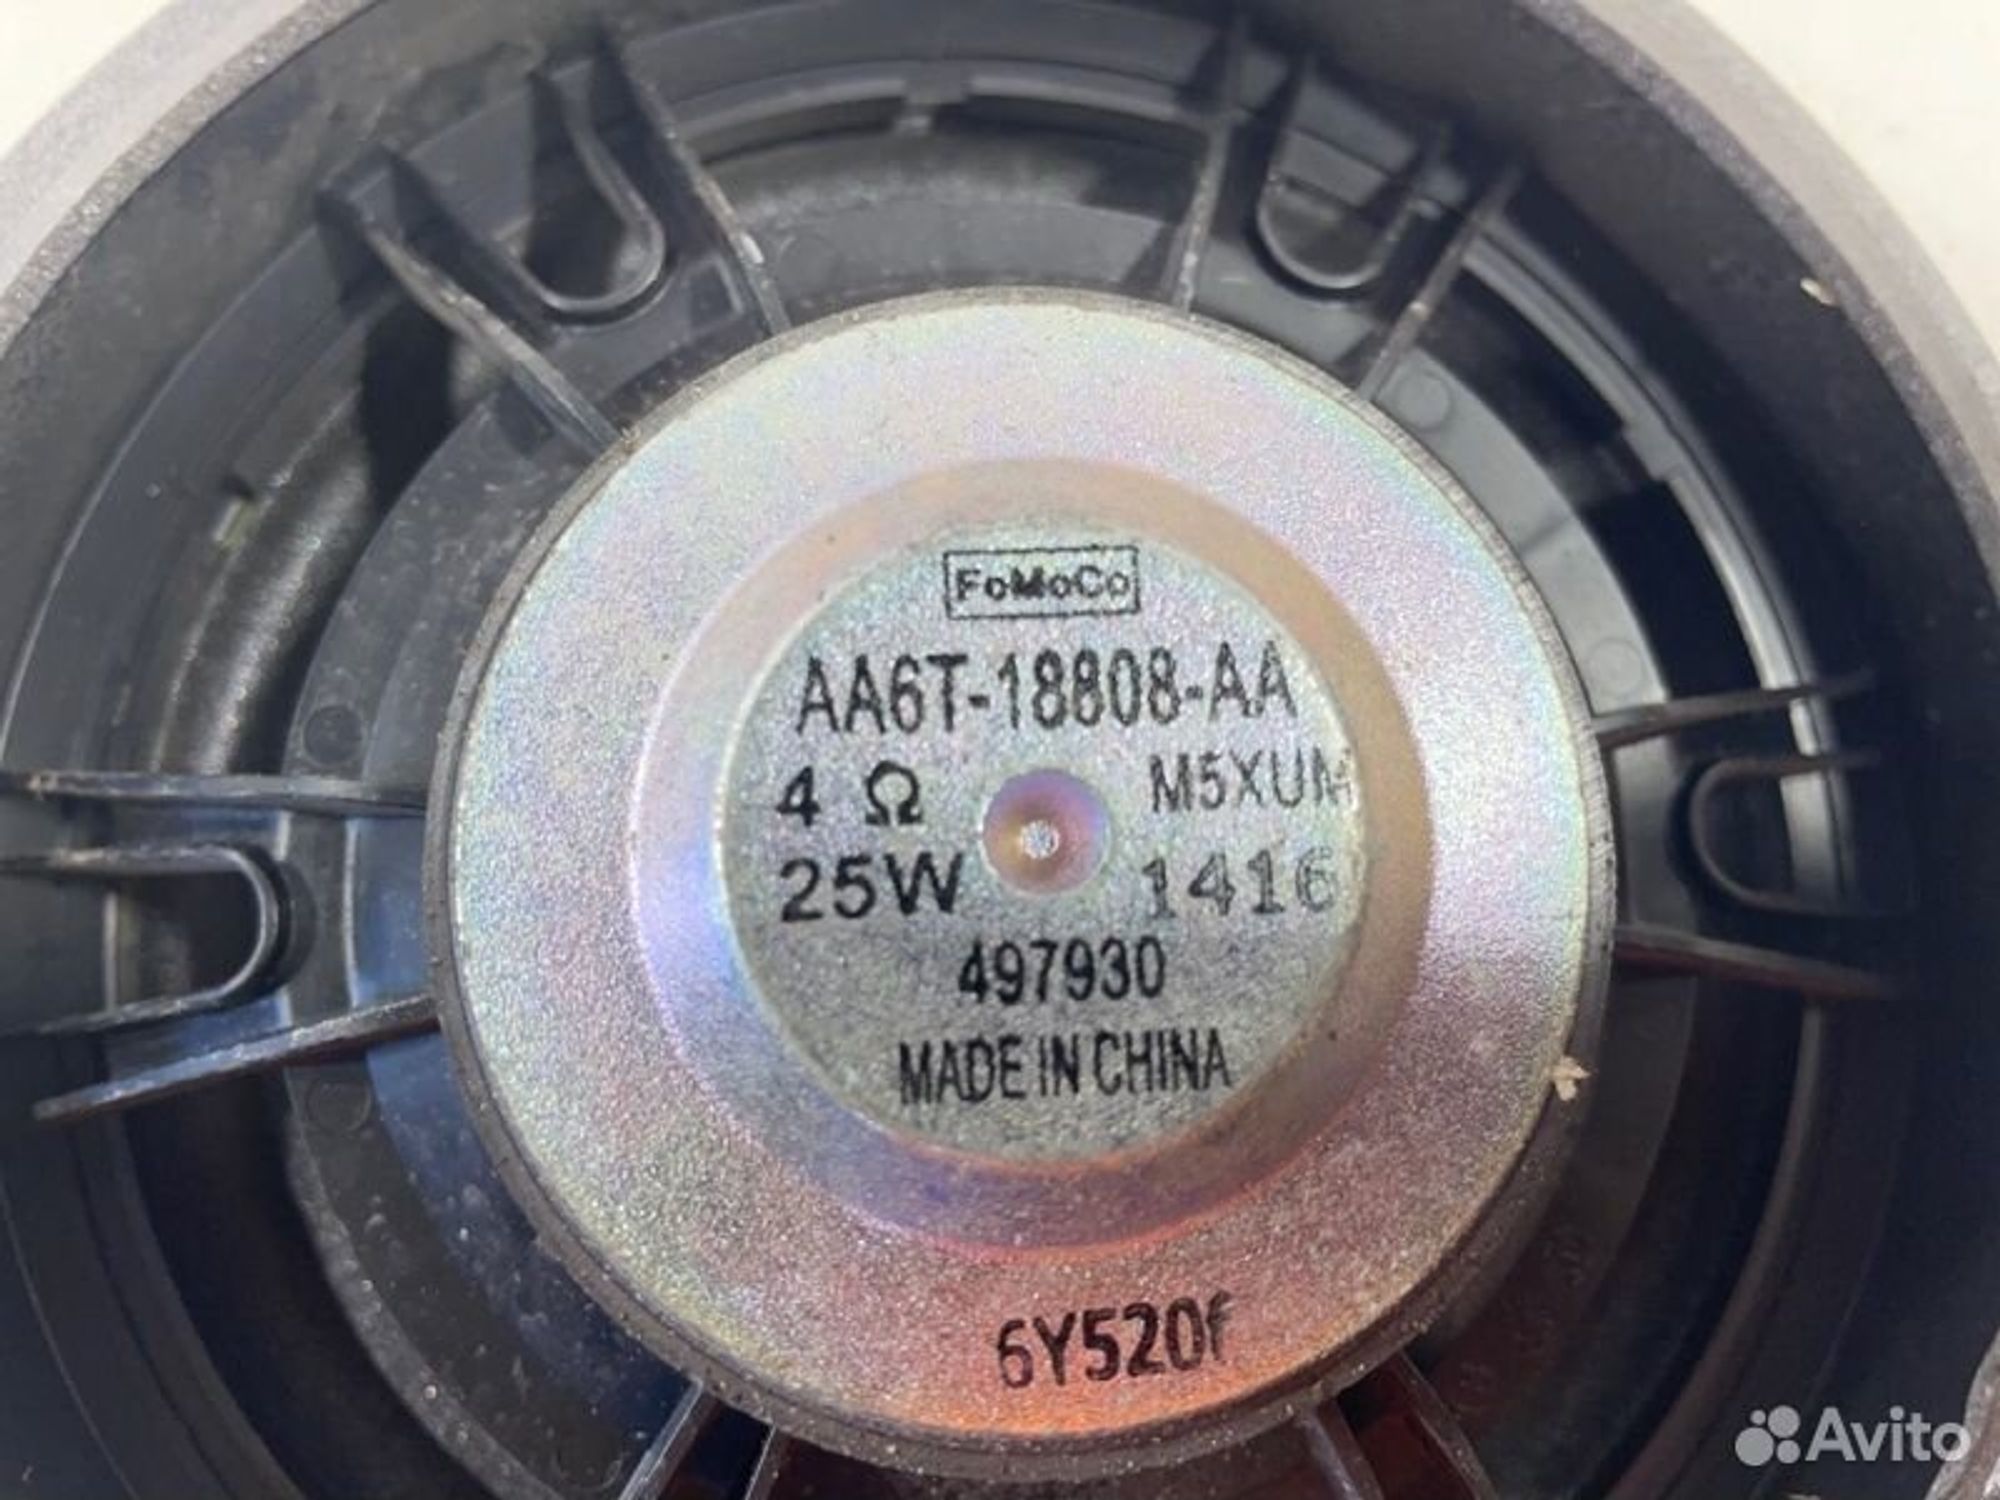 FoMoCo
AA6T-18808-AA
4 Ω M5XUM
25W 1416
497930
MADE IN CHINA
6Y520f
Avito